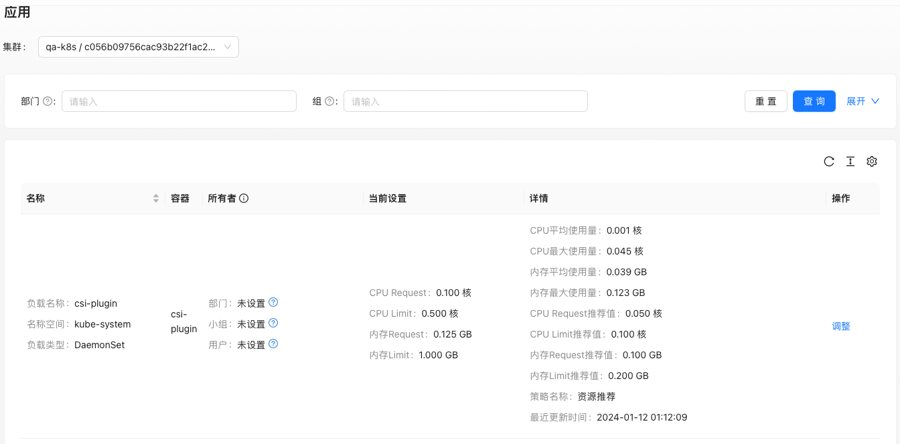 应用
集群： qa-k8s / c056b09756cac93b22f1ac2...
部门 ?: 请输入 组 ?: 请输入 重 置 查 询 展开
名称 容器 所有者 当前设置 详情 操作
负载名称：csi-plugin
名称空间：kube-system
负载类型：DaemonSet
csi-
plugin
部门：未设置 ?
小组：未设置 ?
用户：未设置 ?
CPU Request：0.100 核
CPU Limit：0.500 核
内存Request：0.125 GB
内存Limit：1.000 GB
CPU平均使用量：0.001 核
CPU最大使用量：0.045 核
内存平均使用量：0.039 GB
内存最大使用量：0.123 GB
CPU Request推荐值：0.050 核
CPU Limit推荐值：0.100 核
内存Request推荐值：0.100 GB
内存Limit推荐值：0.200 GB
策略名称：资源推荐
最近更新时间：2024-01-12 01:12:09
调整